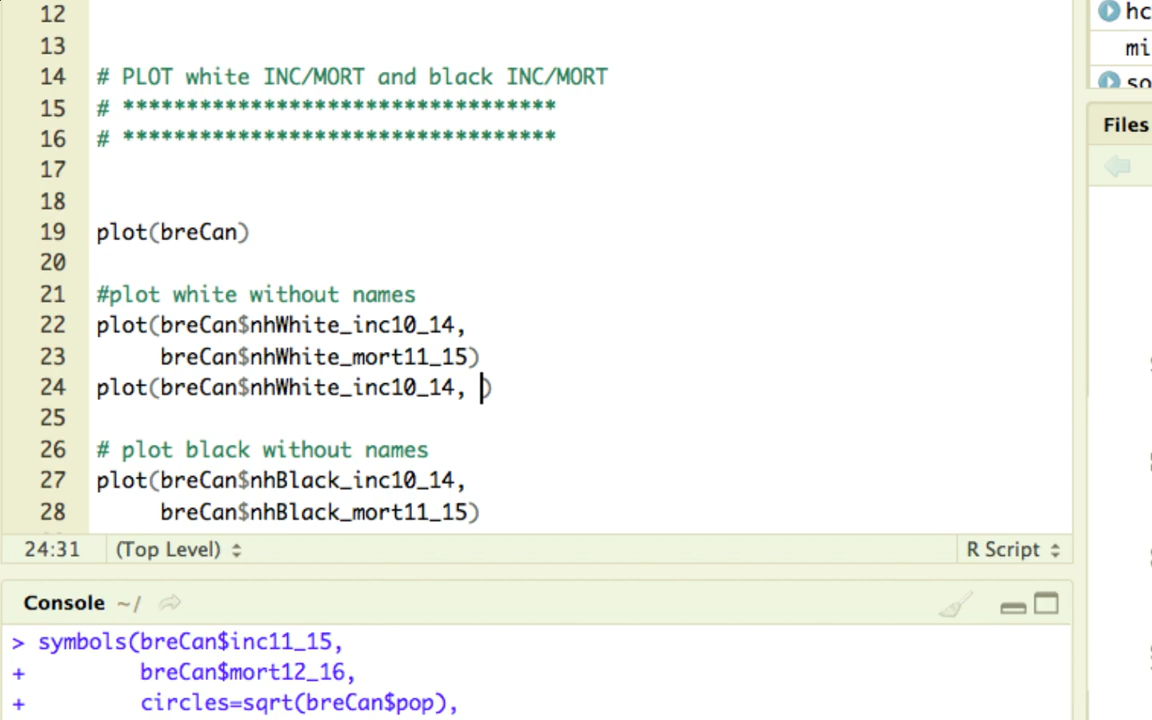 12
13
14 # PLOT white INC/MORT and black INC/MORT
15 # **********************************
16 # **********************************
17
18
19 plot(breCan)
20
21 #plot white without names
22 plot(breCan$nhWhite_inc10_14,
23 breCan$nhWhite_mort11_15)
24 plot(breCan$nhWhite_inc10_14, )
25
26 # plot black without names
27 plot(breCan$nhBlack_inc10_14,
28 breCan$nhBlack_mort11_15)
24:31 (Top Level) R Script
Console ~/
> symbols(breCan$inc11_15,
+ breCan$mort12_16,
+ circles=sqrt(breCan$pop),
hc
mi
so
Files